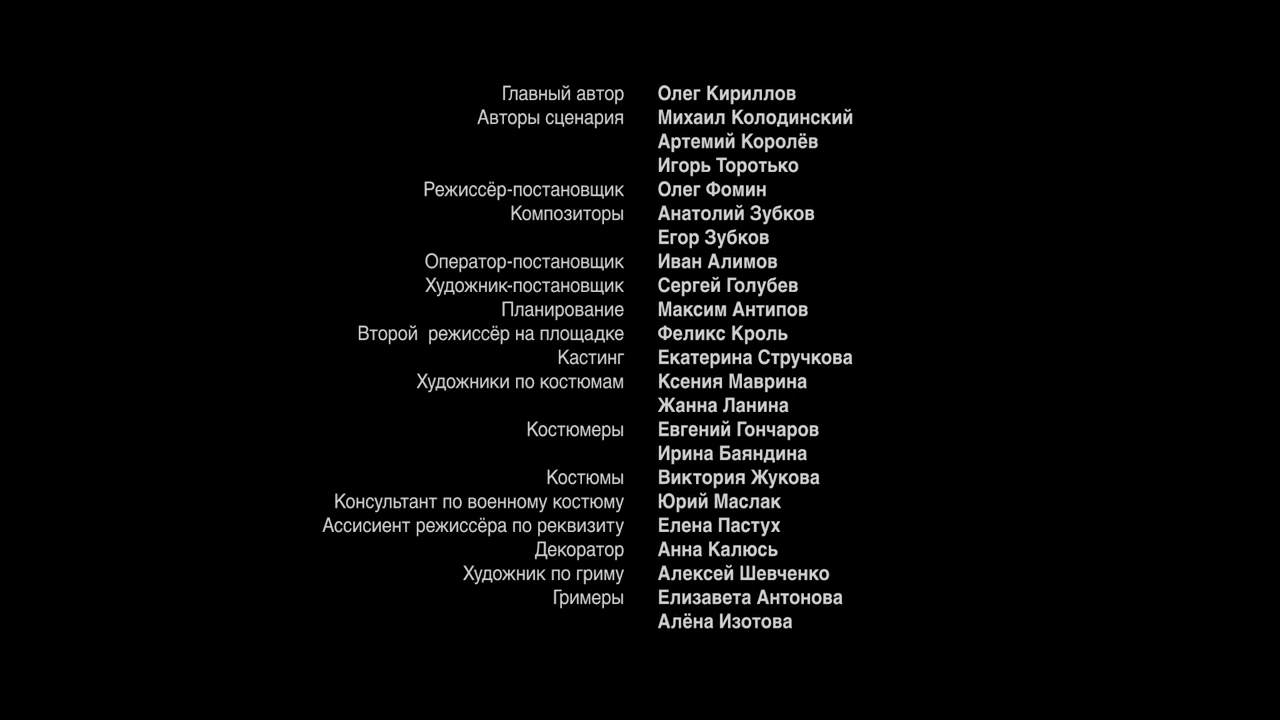 Главный автор Олег Кириллов
Авторы сценария Михаил Колодинский
Артемий Королёв
Игорь Торотько
Режиссёр-постановщик Олег Фомин
Композиторы Анатолий Зубков
Егор Зубков
Оператор-постановщик Иван Алимов
Художник-постановщик Сергей Голубев
Планирование Максим Антипов
Второй  режиссёр на площадке Феликс Кроль
Кастинг Екатерина Стручкова
Художники по костюмам Ксения Маврина
Жанна Ланина
Костюмеры Евгений Гончаров
Ирина Баяндина
Костюмы Виктория Жукова
Консультант по военному костюму Юрий Маслак
Ассисиент режиссёра по реквизиту Елена Пастух
Декоратор Анна Калюсь
Художник по гриму Алексей Шевченко
Гримеры Елизавета Антонова
Алёна Изотова